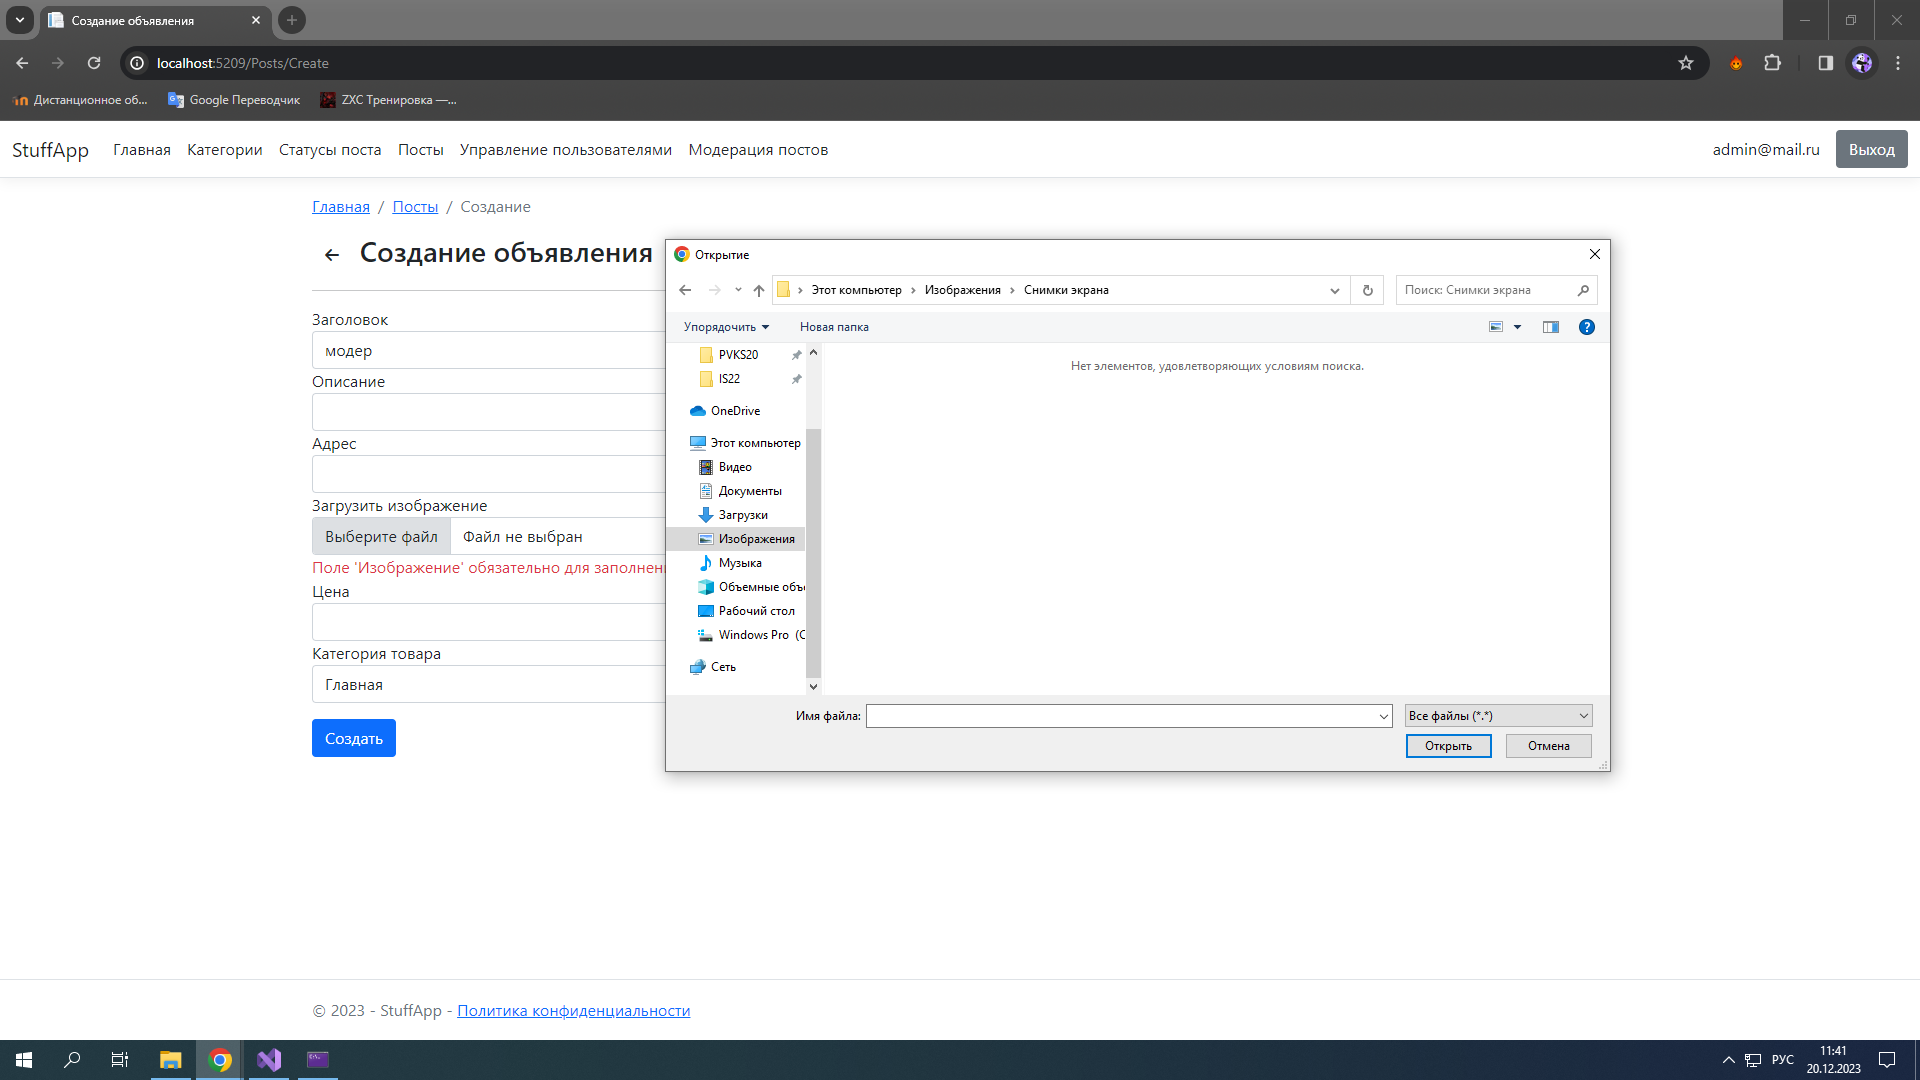 Создание объявления
localhost:5209/Posts/Create
Дистанционное об...
Google Переводчик
ZXC Тренировка —...
StuffApp
Главная
Категории
Статусы поста
Посты
Управление пользователями
Модерация постов
admin@mail.ru
Выход
Главная / Посты / Создание
Создание объявления
Заголовок
модер
Описание
Адрес
Загрузить изображение
Выберите файл
Файл не выбран
Поле 'Изображение' обязательно для
Цена
Категория товара
Главная
Создать
Открытие
Этот компьютер
Изображения
Снимки экрана
Поиск: Снимки экрана
Упорядочить
Новая папка
PVKS20
IS22
OneDrive
Этот компьютер
Видео
Документы
Загрузки
Изображения
Музыка
Объемные
Рабочий стол
Windows Pro (C
Сеть
Нет элементов, удовлетворяющих условиям поиска.
Имя файла:
Все файлы (*.*)
Открыть
Отмена
© 2023 - StuffApp - Политика конфиденциальности
РУС
11:41
20.12.2023